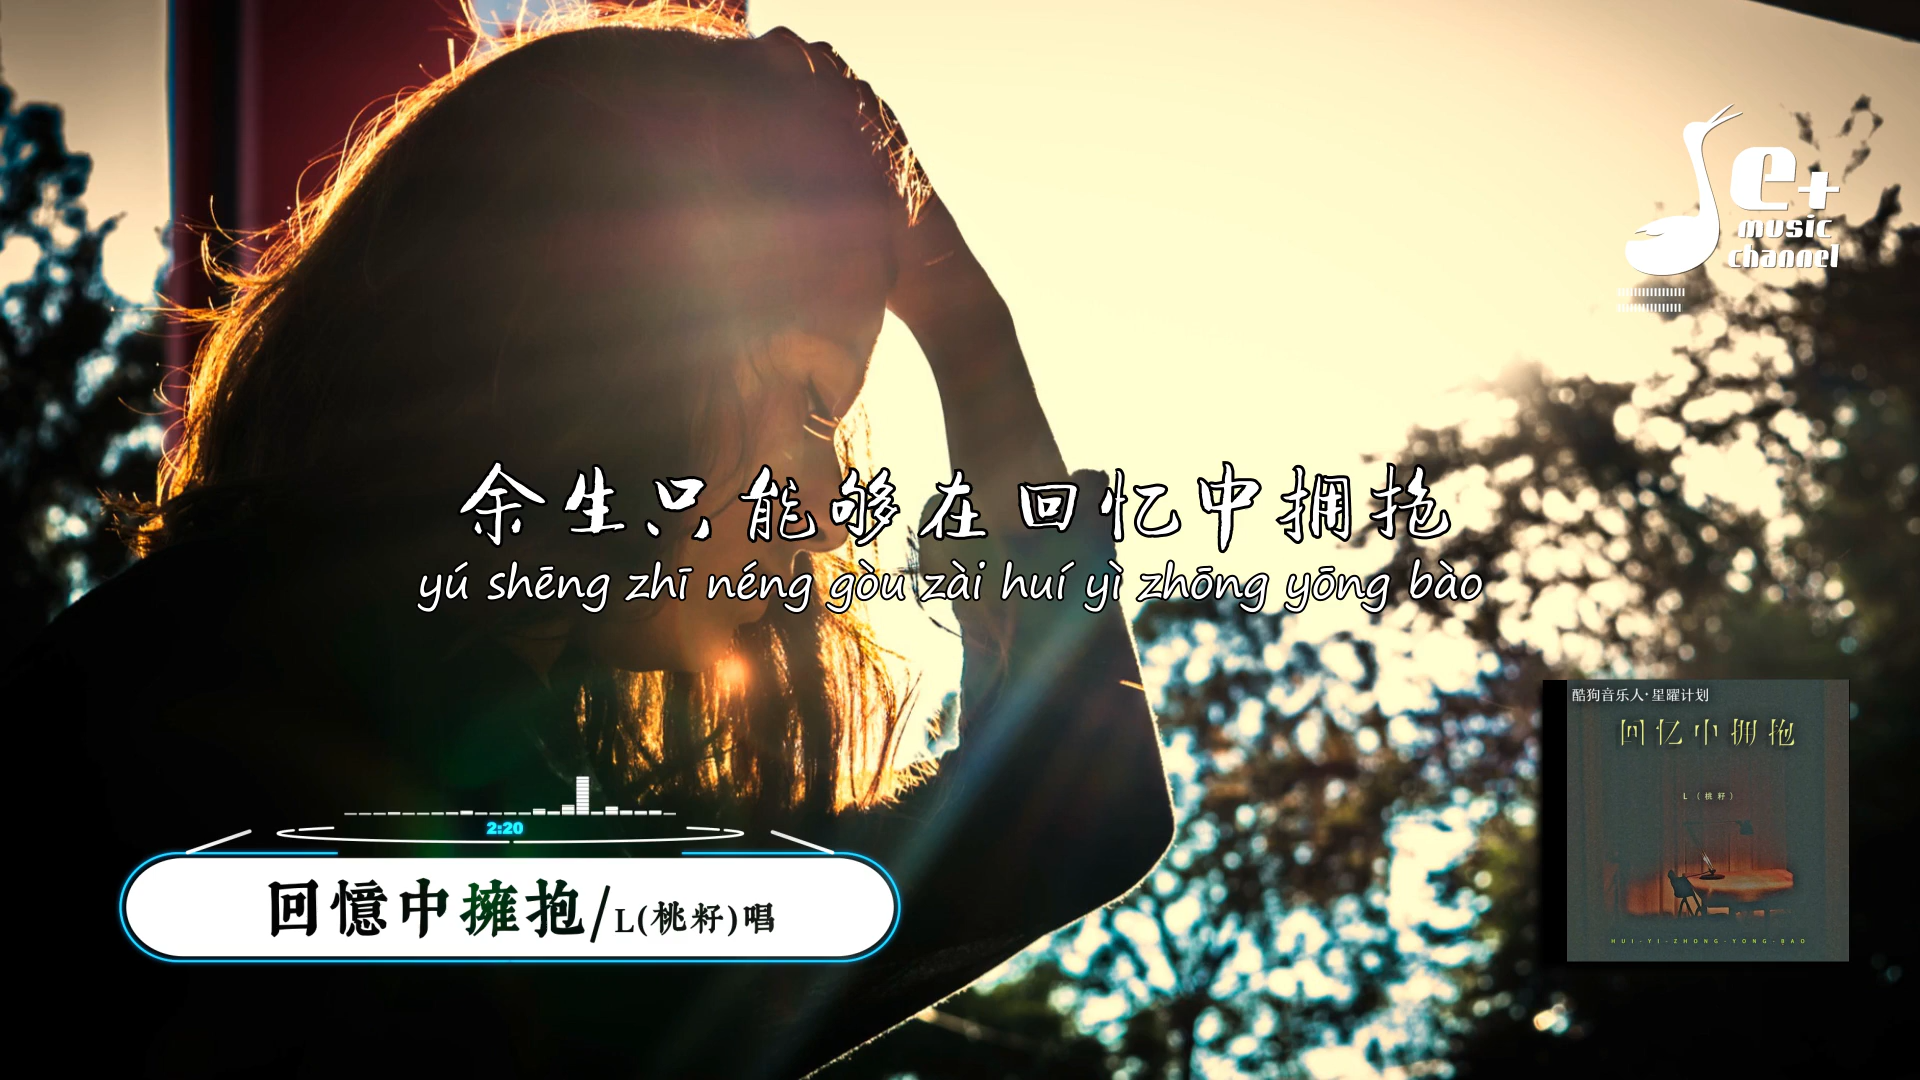 e+
music
channel
余生只能够在回忆中拥抱
yú shēng zhī néng gòu zài huí yì zhōng yōng bào
酷狗音乐人·星曜计划
回忆中拥抱
L（桃籽）
HUI-YI-ZHONG-YONG-BAO
2:20
回憶中擁抱/L(桃籽)唱